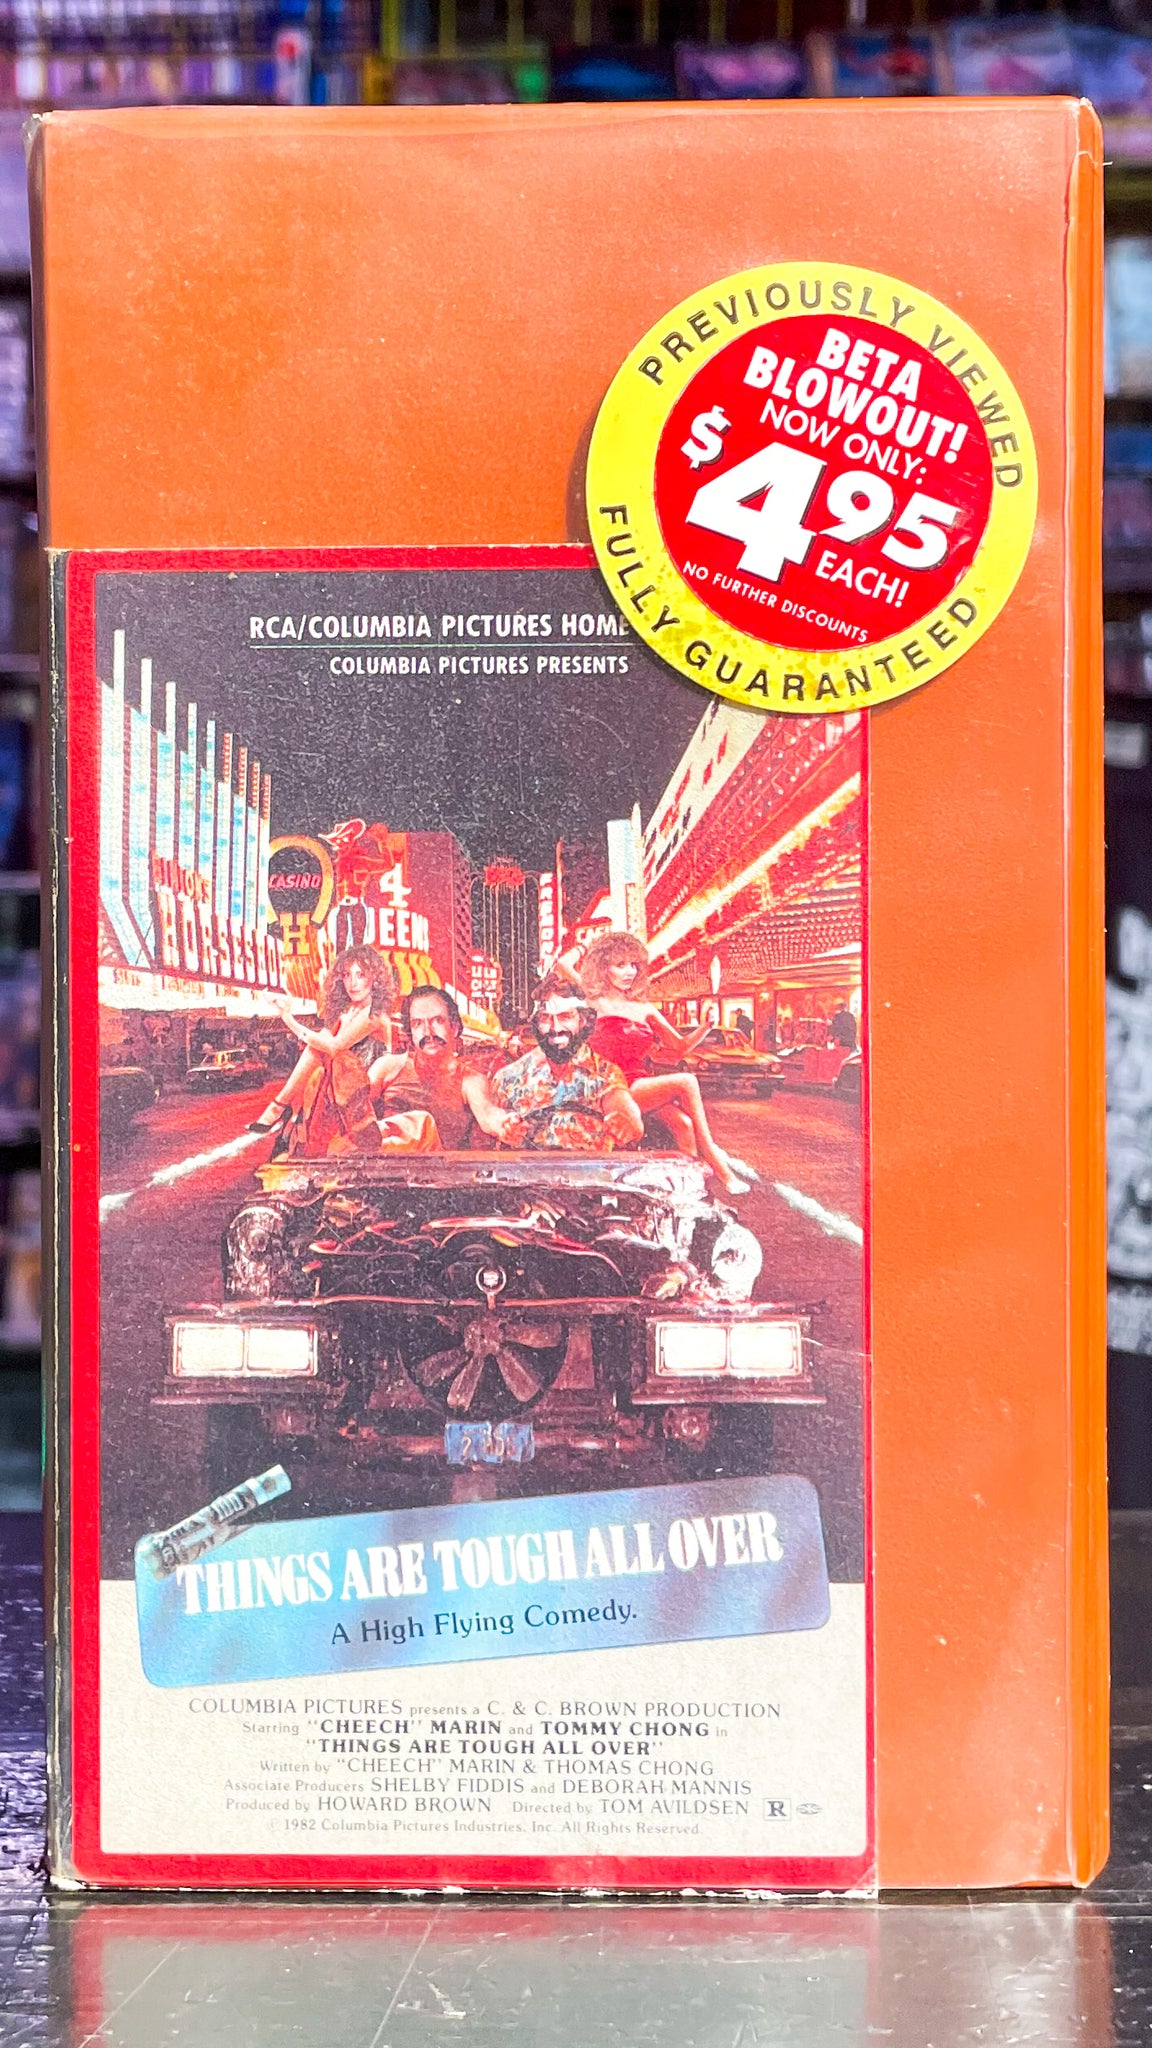 PREVIOUSLY VIEWED
BETA
BLOWOUT!
NOW ONLY:
$4.95
EACH!
NO FURTHER DISCOUNTS
FULLY GUARANTEED
RCA/COLUMBIA PICTURES HOME
COLUMBIA PICTURES PRESENTS
CASINO
H
HORSESHOE
4
QUEENS
THINGS ARE TOUGH ALL OVER
A High Flying Comedy.
COLUMBIA PICTURES presents a C. & C. BROWN PRODUCTION
Starring "CHEECH" MARIN and TOMMY CHONG in
"THINGS ARE TOUGH ALL OVER"
Written by "CHEECH" MARIN & THOMAS CHONG
Associate Producers SHELBY FIDDIS and DEBORAH MANNIS
Produced by HOWARD BROWN Directed by TOM AVILDSEN R
© 1982 Columbia Pictures Industries, Inc. All Rights Reserved.